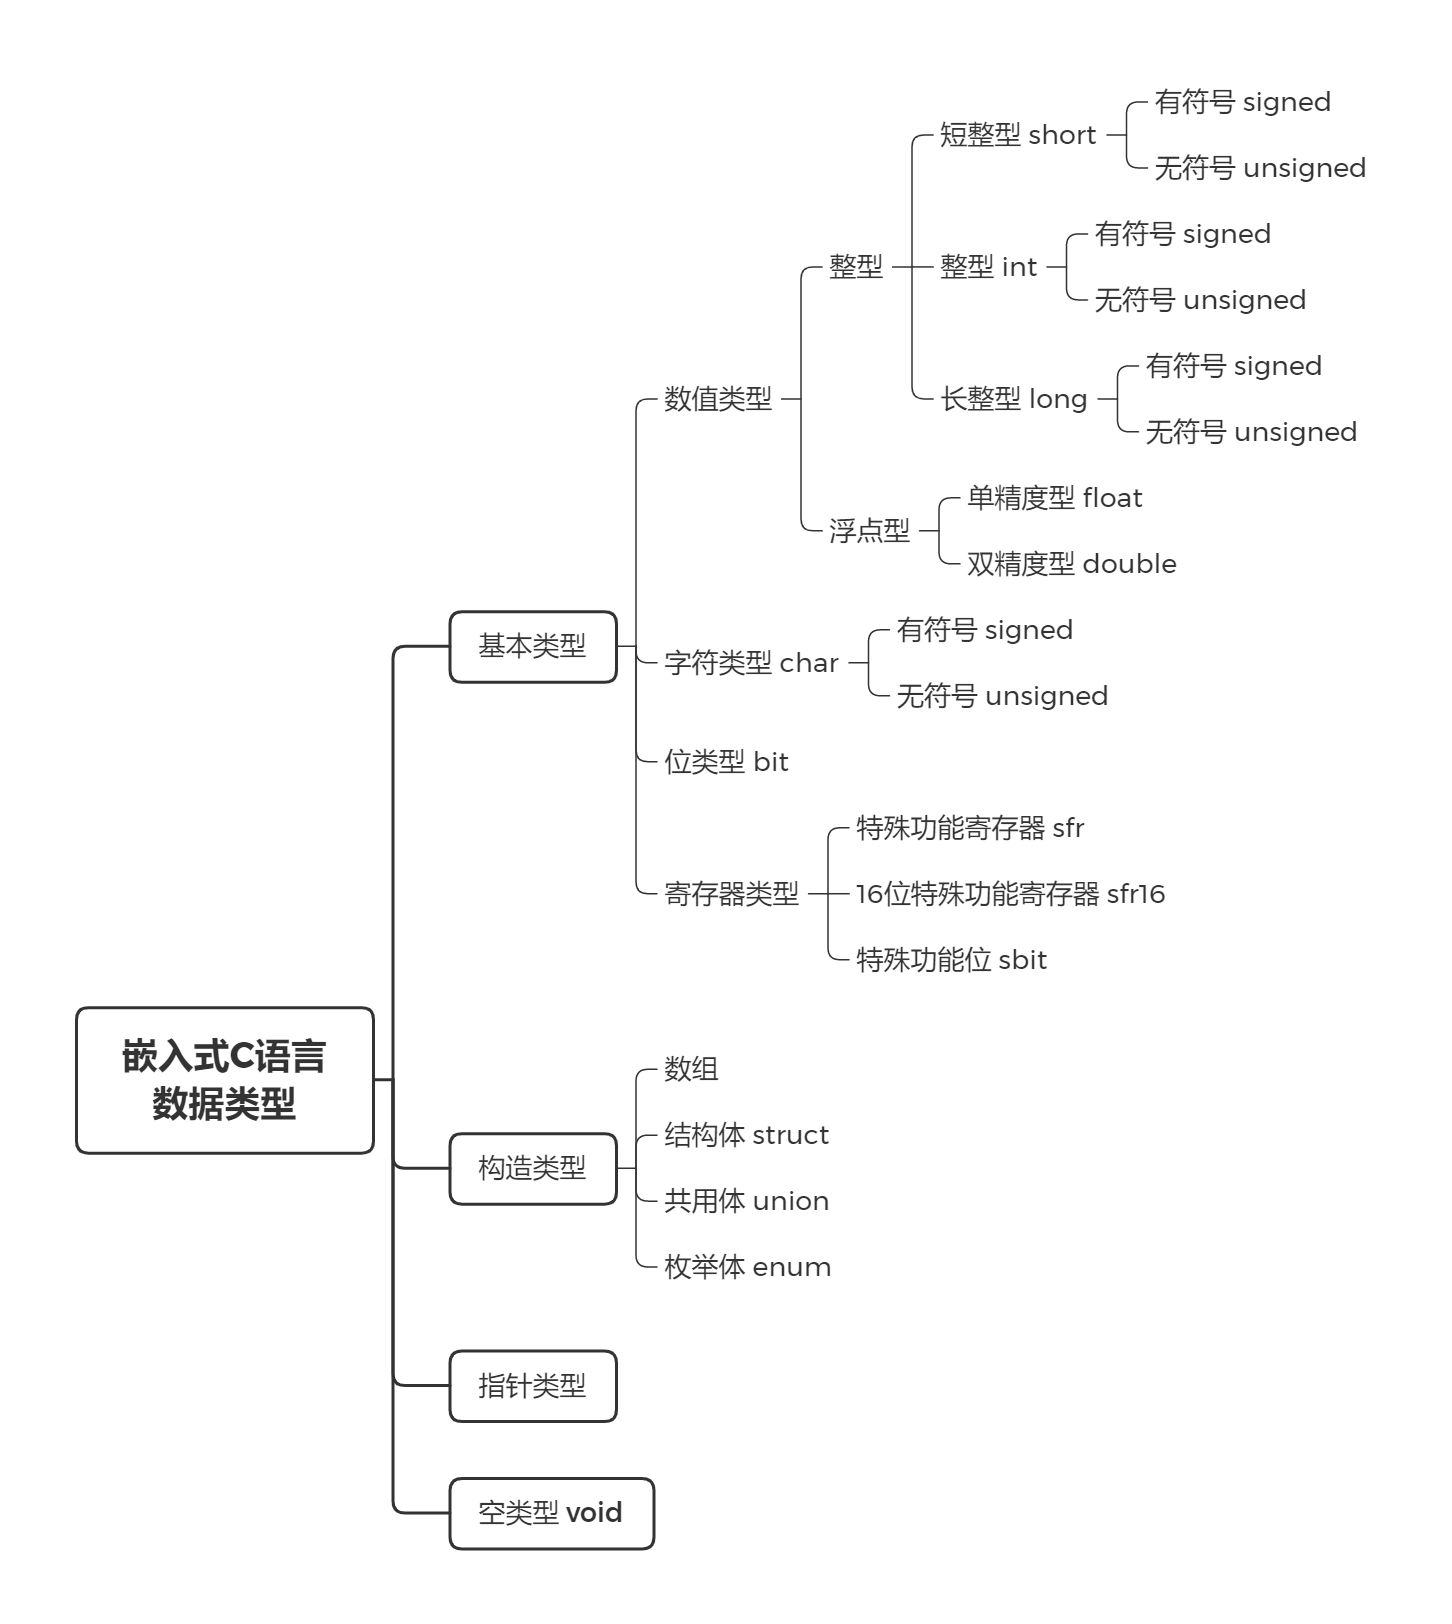 嵌入式C语言
数据类型
基本类型
数值类型
整型
短整型 short
有符号 signed
无符号 unsigned
整型 int
有符号 signed
无符号 unsigned
长整型 long
有符号 signed
无符号 unsigned
浮点型
单精度型 float
双精度型 double
字符类型 char
有符号 signed
无符号 unsigned
位类型 bit
寄存器类型
特殊功能寄存器 sfr
16位特殊功能寄存器 sfr16
特殊功能位 sbit
构造类型
数组
结构体 struct
共用体 union
枚举体 enum
指针类型
空类型 void